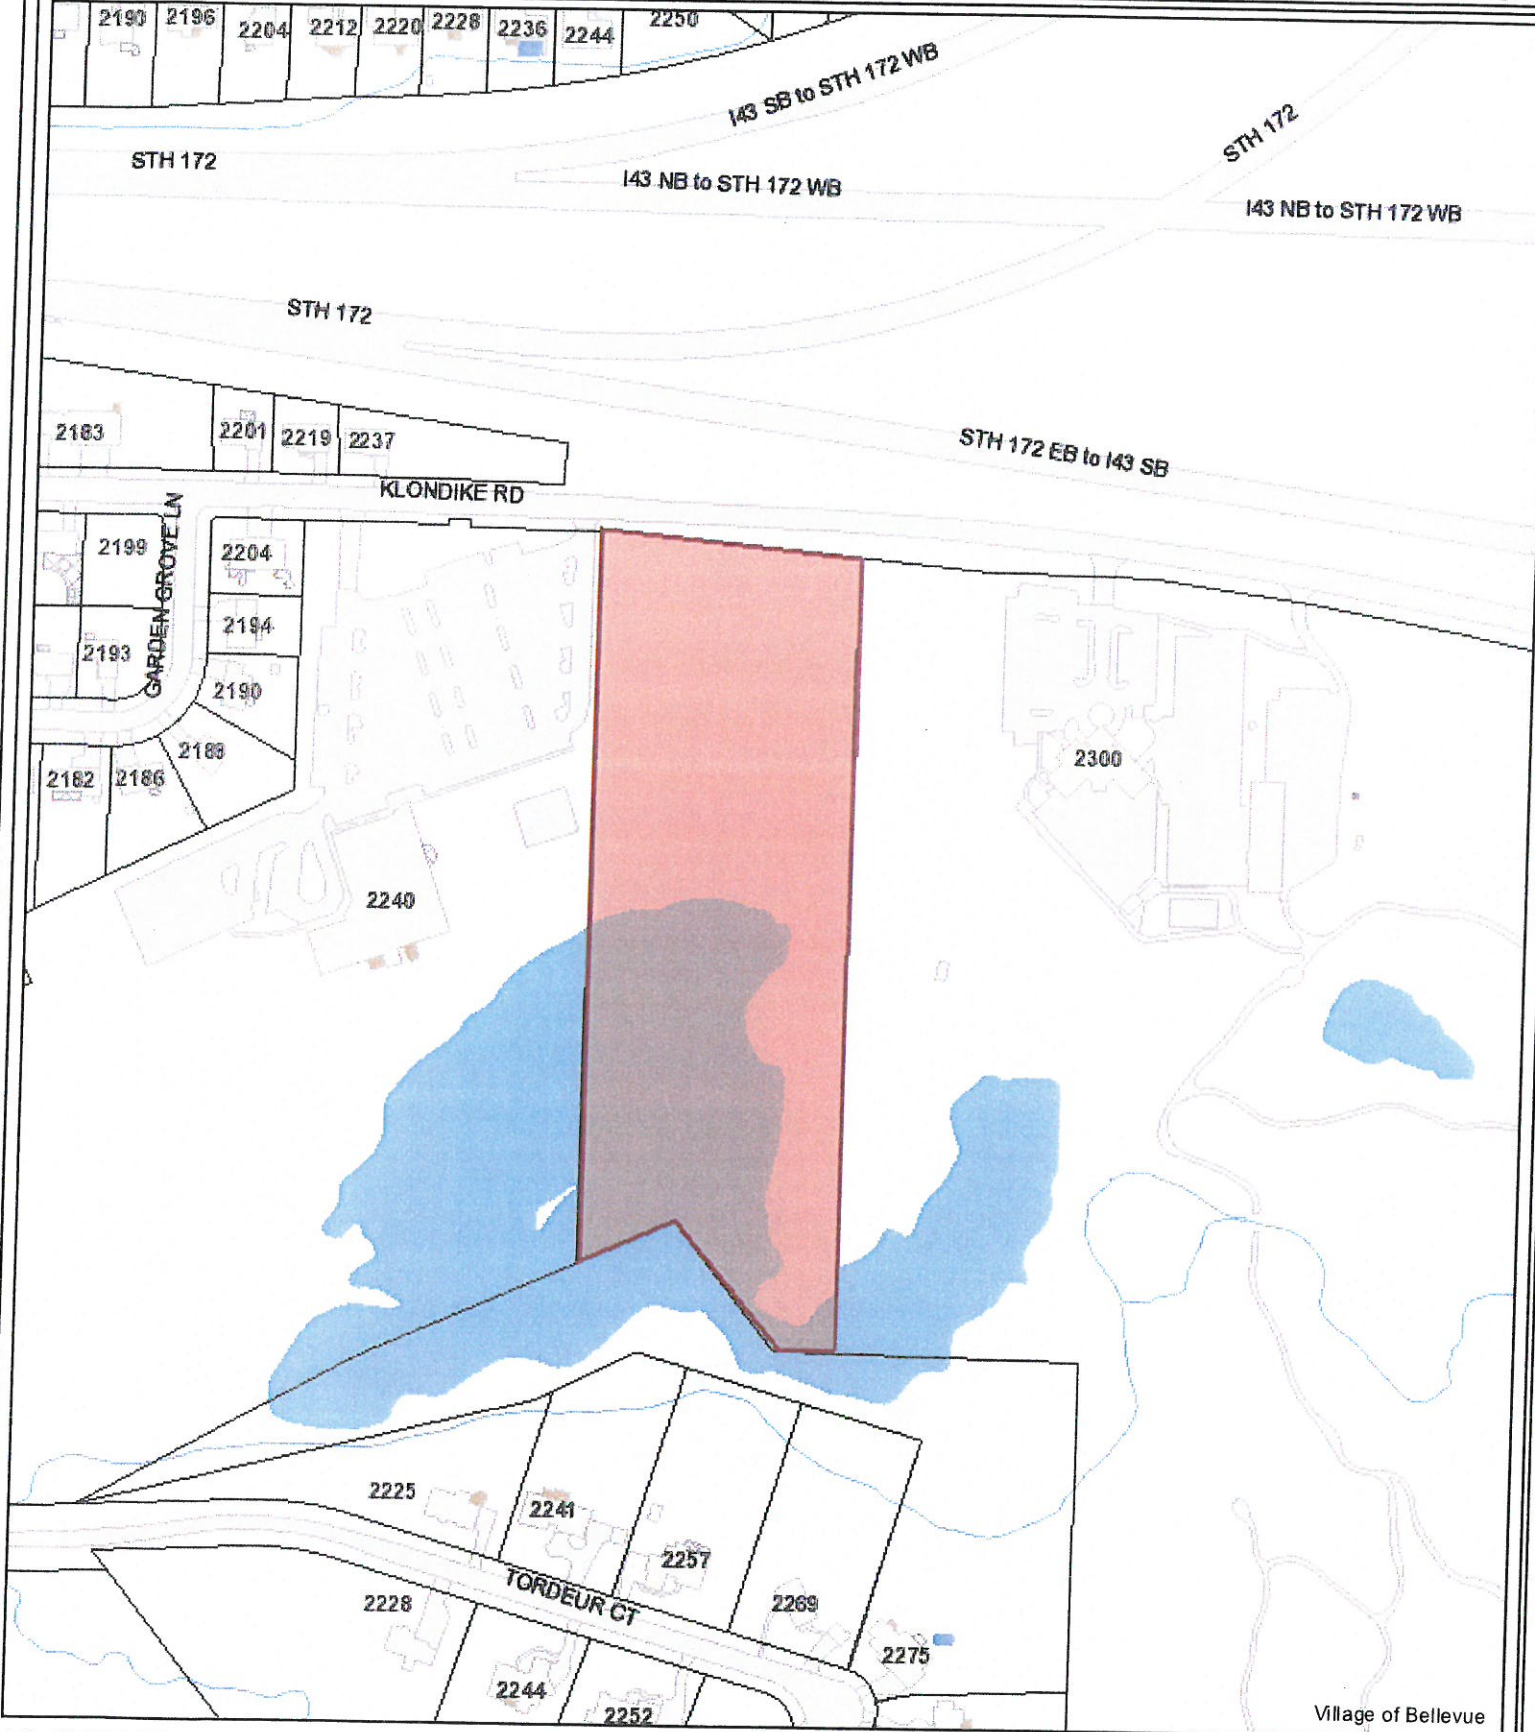 2190
2196
2204
2212
2220
2228
2236
2244
2250
I43 SB to STH 172 WB
STH 172
STH 172
I43 NB to STH 172 WB
I43 NB to STH 172 WB
STH 172
2183
2201
2219
2237
STH 172 EB to I43 SB
KLONDIKE RD
GARDEN GROVE LN
2199
2204
2194
2193
2190
2188
2182
2186
2300
2240
2225
2241
2257
TORDEUR CT
2228
2269
2275
2244
2252
Village of Bellevue